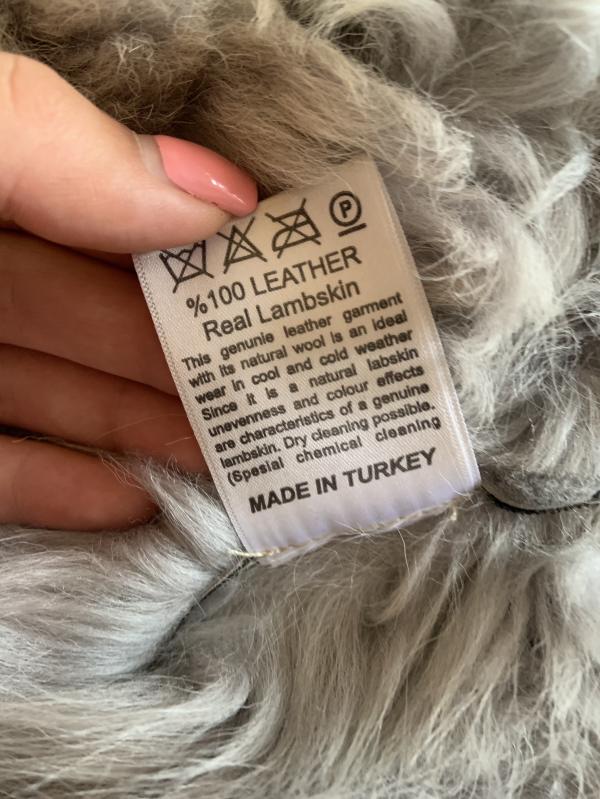 P
%100 LEATHER
Real Lambskin
This genunie leather garment
with its natural wool is an ideal
wear in cool and cold weather
Since it is a natural labskin
unevenness and colour effects
are characteristics of a genuine
lambskin. Dry cleaning possible.
(Spesial chemical cleaning
MADE IN TURKEY